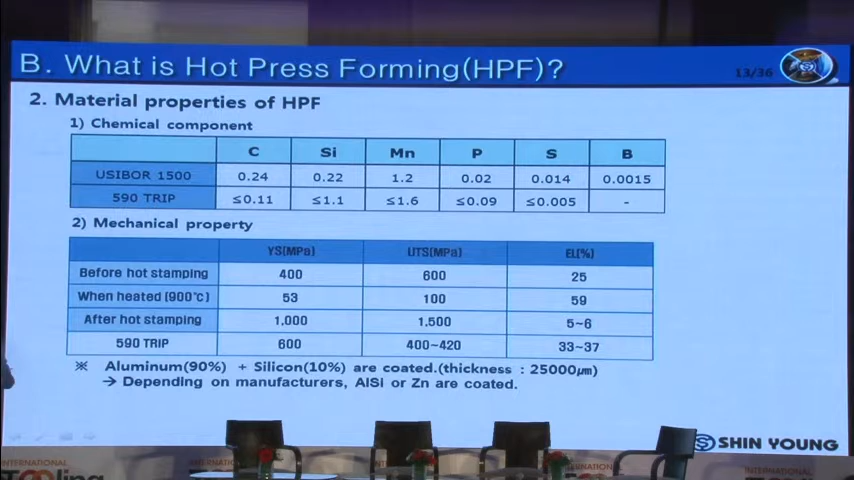 B. What is Hot Press Forming(HPF)?
13/36
2. Material properties of HPF
1) Chemical component
C Si Mn P S B
USIBOR 1500 0.24 0.22 1.2 0.02 0.014 0.0015
590 TRIP ≤0.11 ≤1.1 ≤1.6 ≤0.09 ≤0.005 -
2) Mechanical property
YS(MPa) UTS(MPa) EL(%)
Before hot stamping 400 600 25
When heated (900℃) 53 100 59
After hot stamping 1,000 1,500 5~6
590 TRIP 600 400~420 33~37
※ Aluminum(90%) + Silicon(10%) are coated.(thickness : 25000㎛)
→ Depending on manufacturers, AlSi or Zn are coated.
SHIN YOUNG
INTERNATIONAL
INTERNATIONAL
INTERNATIONAL
INTERNATIONAL
Tooling